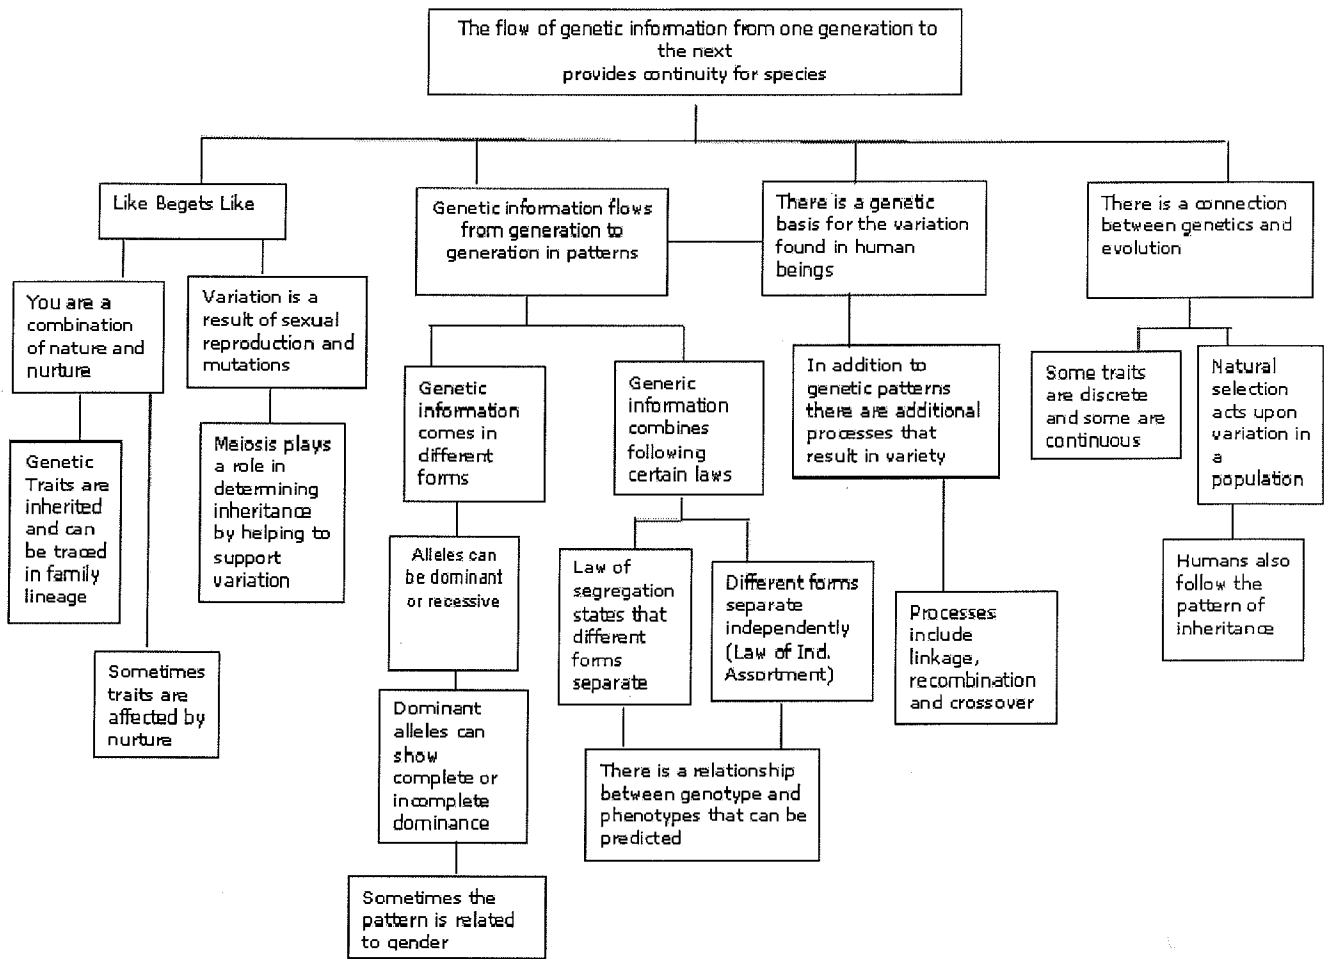 The flow of genetic information from one generation to
the next
provides continuity for species
Like Begets Like
Genetic information flows
from generation to
generation in patterns
There is a genetic
basis for the variation
found in human
beings
There is a connection
between genetics and
evolution
You are a
combination
of nature and
nurture
Variation is a
result of sexual
reproduction and
mutations
Genetic
information
comes in
different
forms
Generic
information
combines
following
certain laws
In addition to
genetic patterns
there are additional
processes that
result in variety
Some traits
are discrete
and some are
continuous
Natural
selection
acts upon
variation in
a
population
Genetic
Traits are
inherited
and can
be traced
in family
lineage
Meiosis plays
a role in
determining
inheritance
by helping to
support
variation
Alleles can
be dominant
or recessive
Law of
segregation
states that
different
forms
separate
Different forms
separate
independently
(Law of Ind.
Assortment)
Processes
include
linkage,
recombination
and crossover
Humans also
follow the
pattern of
inheritance
Sometimes
traits are
affected by
nurture
Dominant
alleles can
show
complete or
incomplete
dominance
There is a relationship
between genotype and
phenotypes that can be
predicted
Sometimes the
pattern is related
to gender